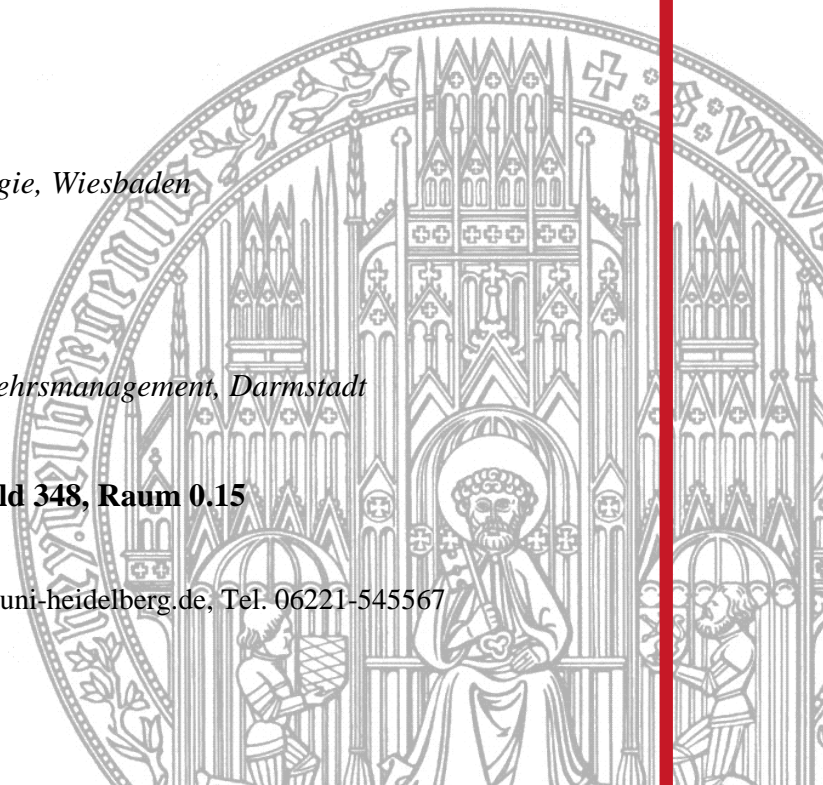 gie, Wiesbaden
ehrsmanagement, Darmstadt
ld 348, Raum 0.15
uni-heidelberg.de, Tel. 06221-545567